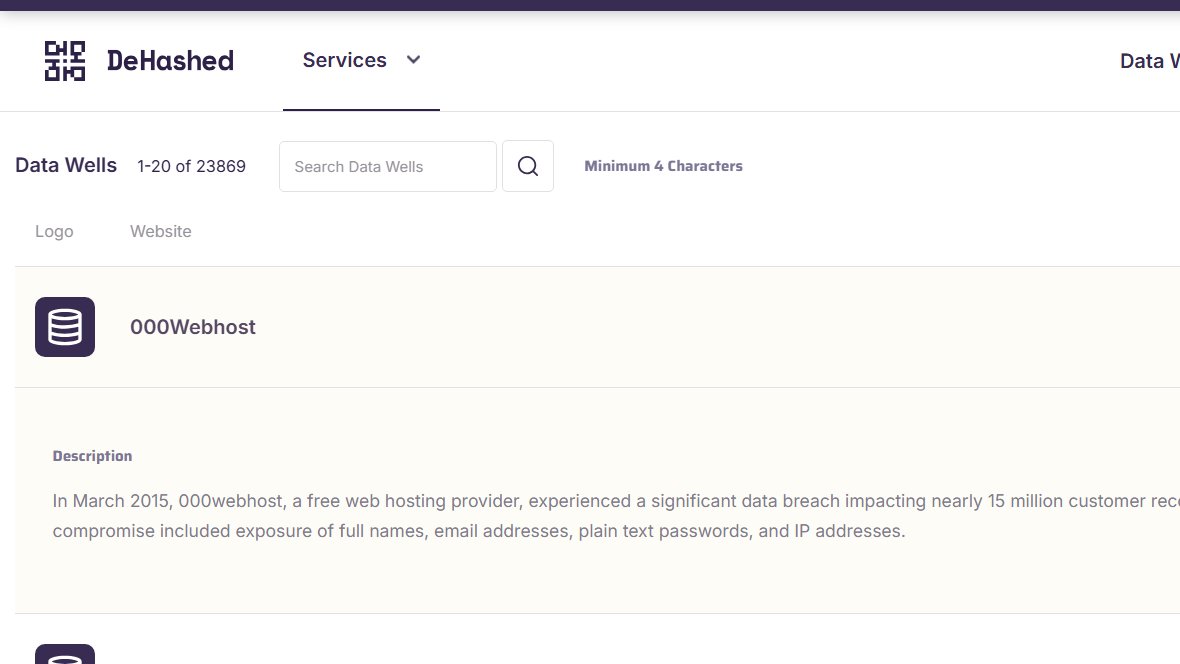 DeHashed
Services
Data W
Data Wells
1-20 of 23869
Search Data Wells
Minimum 4 Characters
Logo
Website
000Webhost
Description
In March 2015, 000webhost, a free web hosting provider, experienced a significant data breach impacting nearly 15 million customer rec
compromise included exposure of full names, email addresses, plain text passwords, and IP addresses.